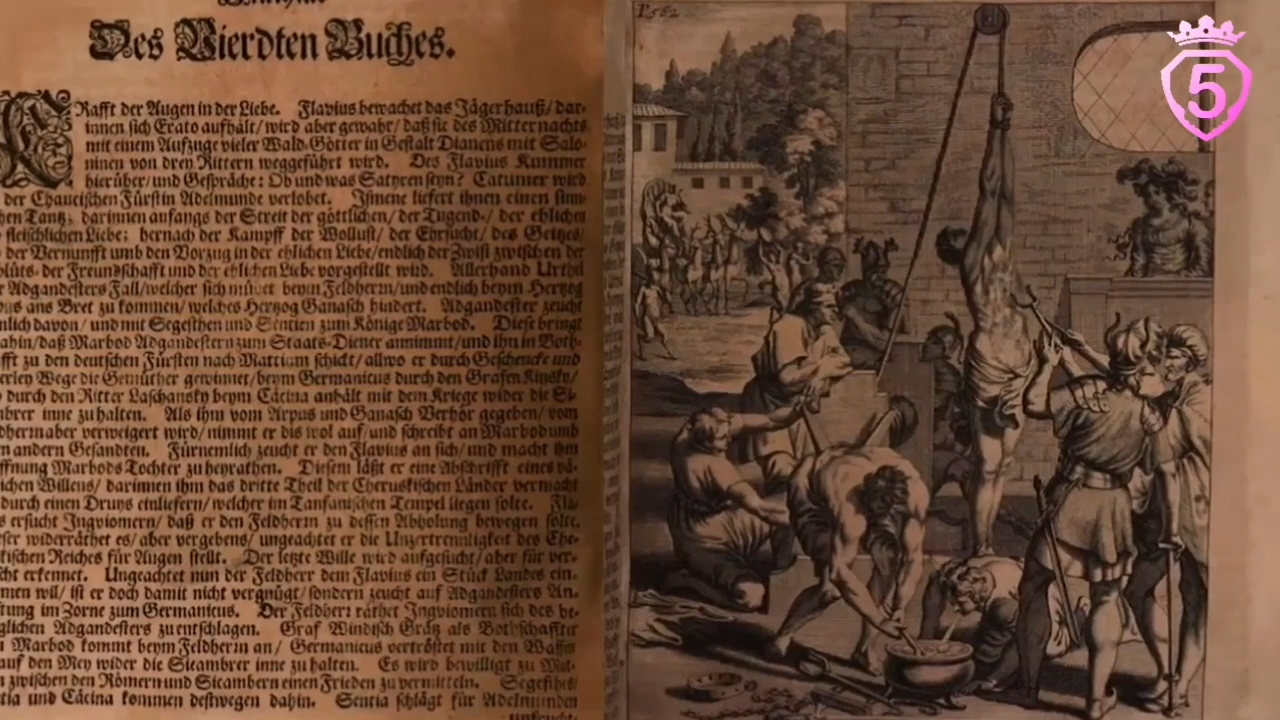 Des Vierdten Buches.
Rafft der Augen in der Liebe. Flavius bewachet das Jägerhauß/ dar-
innen sich Erato aufhält/ wird aber gewahr/ daß sie des Mitternachts
mit einem Aufzuge vieler Wald-Götter in Gestalt Dianens mit Salo-
ninen von drey Rittern weggeführt wird. Des Flavius Kummer
hierüber/ und Gespräche: Ob und was Satyren seyn? Catumer wird
der Chaucischen Fürstin Adelmunde verlobet. Ismene liefert ihnen einen
Tantz; darinnen anfangs der Streit der göttlichen/ der Tugend-/ der ehlichen
fleischlichen Liebe; hernach der Kampff der Wollust/ der Ehrsucht/ des Geitzes/
der Vernunfft umb den Vorzug in der ehlichen Liebe/ endlich der Zwist zwischen der
blüts- der Freundschafft und der ehlichen Liebe vorgestellt wird. Allerhand Urthel
Adgandesters Fall/ welcher sich müht beym Feldherrn/ und endlich beym Hertzog
ans Bret zu kommen/ welches Hertzog Ganasch hindert. Adgandester zeucht
davon/ und mit Segesthen und Sentien zum Könige Marbod. Diese bringt
dahin/ daß Marbod Adgandestern zum Staats-Diener annimmt/ und ihn in Both-
zu den deutschen Fürsten nach Mattium schickt/ allwo er durch Geschencke und
Wege die Gemüther gewinnet/ beym Germanicus durch den Grafen Kinsky/
durch den Ritter Laschansky beym Cäcina anhält mit dem Kriege wider die Si-
inne zu halten. Als ihm vom Arpus und Ganasch Verhör gegeben/ vom
aber verweigert wird/ nimmt er dis wol auf/ und schreibt an Marbod umb
andern Gesandten. Fürnemlich zeucht er den Flavius an sich/ und macht ihm
Marbods Tochter zu heyrathen. Diesem läßt er eine Abschrifft eines vä-
Willens/ darinnen ihm das dritte Theil der Cheruskischen Länder vermacht
durch einen Druys einliefern/ welcher im Tanfanischen Tempel liegen solte. Fla-
ersucht Ingviomern/ daß er den Feldherrn zu dessen Abholung bewegen solte.
widerräthet es/ aber vergebens/ ungeachtet er die Unzertrenligkeit des Che-
Reiches für Augen stellt. Der letzte Wille wird aufgesucht/ aber für ver-
erkennet. Ungeachtet nun der Feldherr dem Flavius ein Stück Landes ein-
wil/ ist er doch damit nicht vergnügt/ sondern zeucht auf Adgandesters An-
im Zorne zum Germanicus. Der Feldherr räthet Ingviomern sich des be-
Adgandesters zu entschlagen. Graf Windisch Grätz als Bothschaffter
Marbod kommt beym Feldherrn an/ Germanicus vertröstet mit den Waffen
auf den Mey wider die Sicambrer inne zu halten. Es wird bewilligt zu
zwischen den Römern und Sicambern einen Frieden zu vermitteln. Segesthes/
und Cäcina kommen deßwegen dahin. Sentia schlägt für Adelmunden
P. 562
5